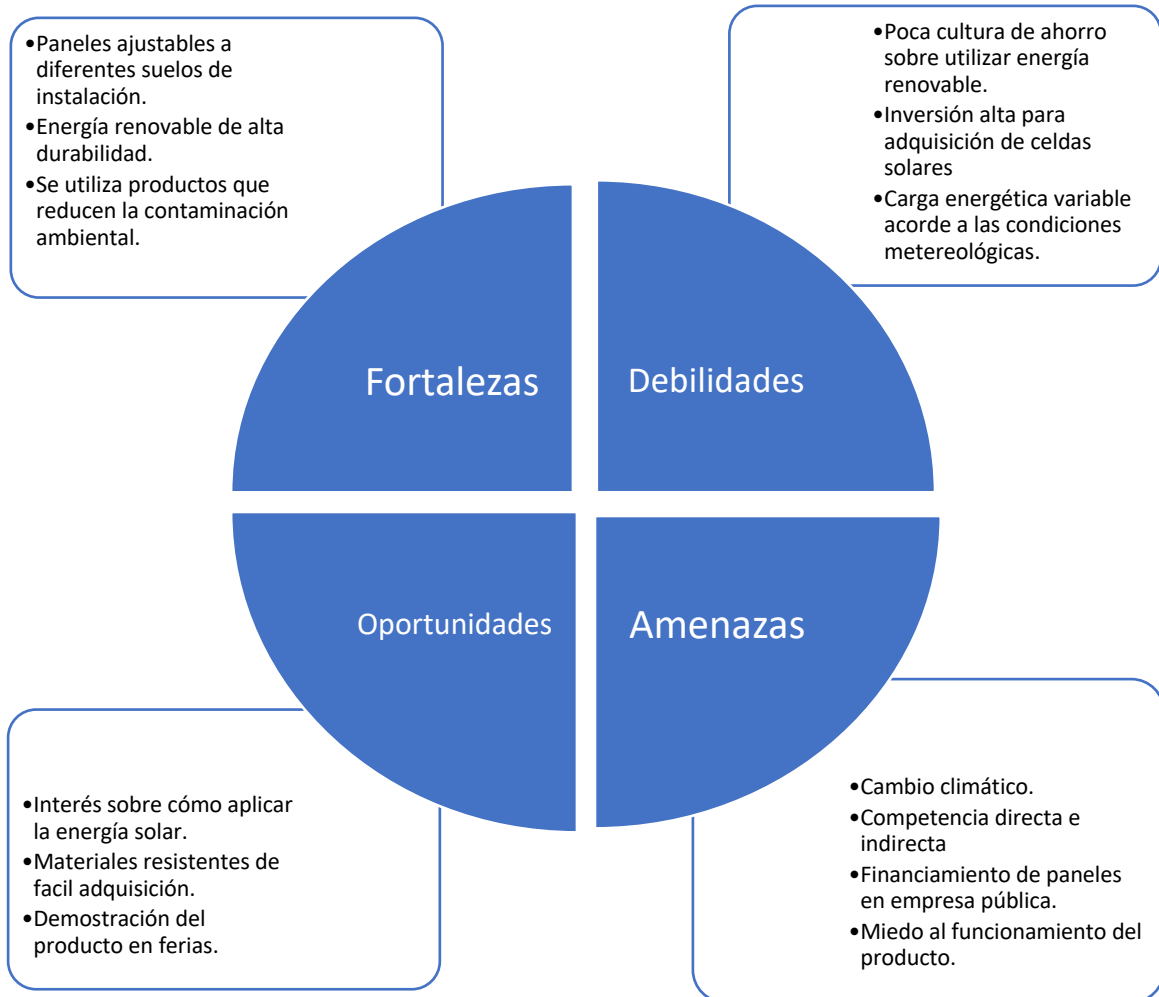 •Paneles ajustables a
diferentes suelos de
instalación.
•Energía renovable de alta
durabilidad.
•Se utiliza productos que
reducen la contaminación
ambiental.
•Poca cultura de ahorro
sobre utilizar energía
renovable.
•Inversión alta para
adquisición de celdas
solares
•Carga energética variable
acorde a las condiciones
metereológicas.
Fortalezas
Debilidades
Oportunidades
Amenazas
•Interés sobre cómo aplicar
la energía solar.
•Materiales resistentes de
facil adquisición.
•Demostración del
producto en ferias.
•Cambio climático.
•Competencia directa e
indirecta
•Financiamiento de paneles
en empresa pública.
•Miedo al funcionamiento del
producto.